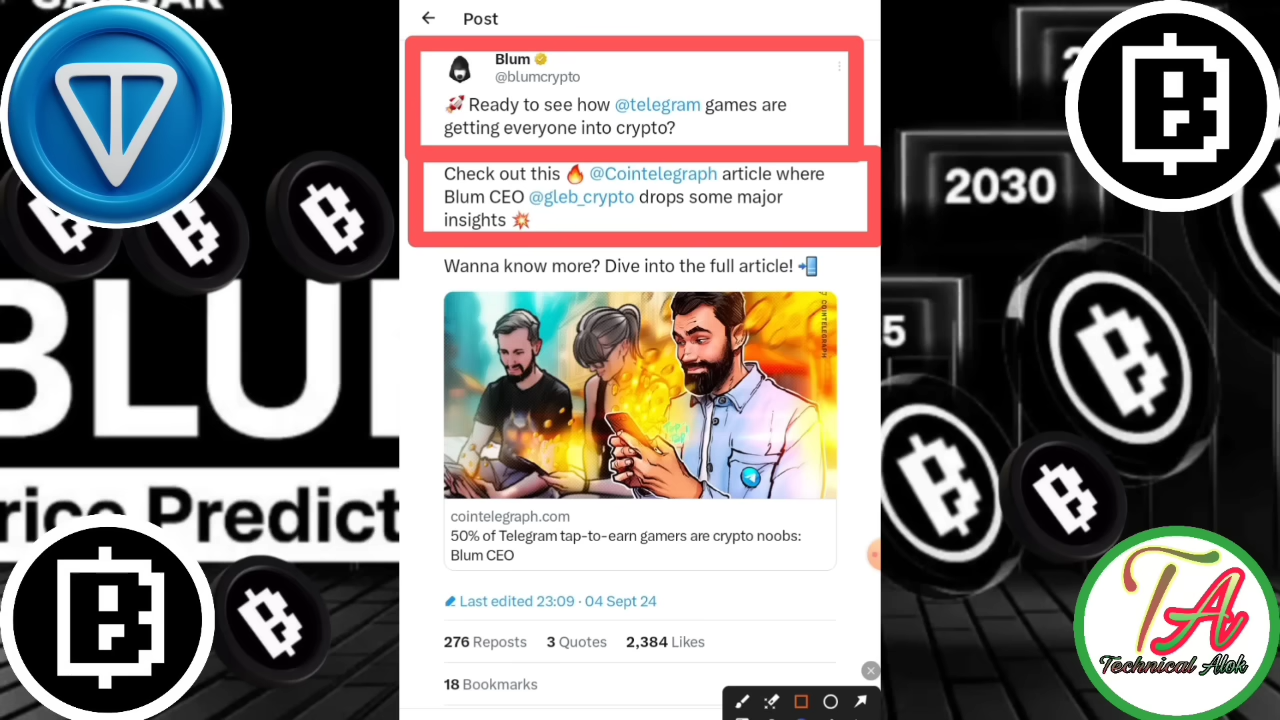 Post
Blum
@blumcrypto
🚀 Ready to see how @telegram games are
getting everyone into crypto?
Check out this 🔥 @Cointelegraph article where
Blum CEO @gleb_crypto drops some major
insights 💥
Wanna know more? Dive into the full article! 📲
COINTELEGRAPH
cointelegraph.com
50% of Telegram tap-to-earn gamers are crypto noobs:
Blum CEO
Last edited 23:09 · 04 Sept 24
276 Reposts 3 Quotes 2,384 Likes
18 Bookmarks
BLU
rice Predict
2030
5
TA
Technical Alok